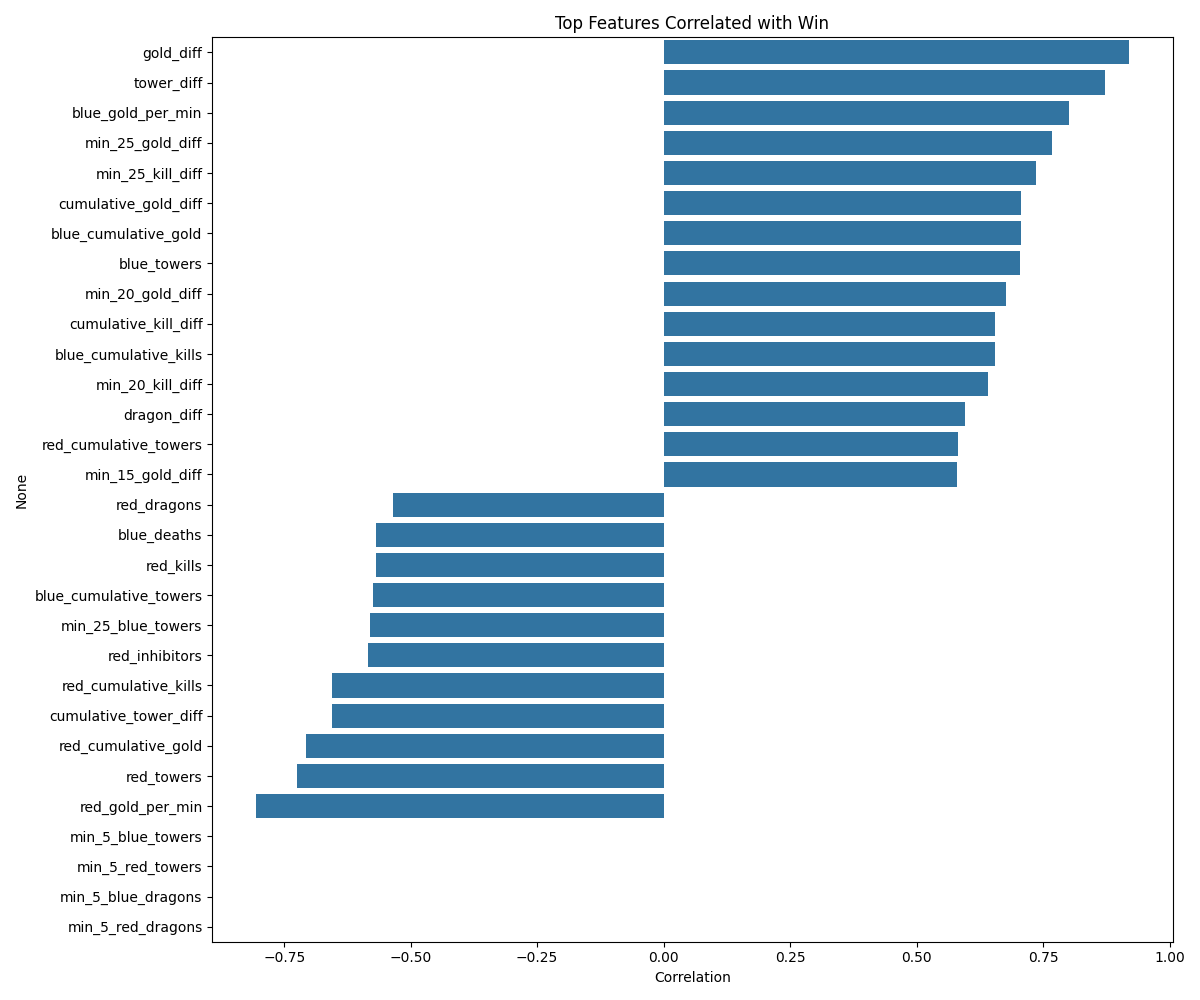 Top Features Correlated with Win
gold_diff
tower_diff
blue_gold_per_min
min_25_gold_diff
min_25_kill_diff
cumulative_gold_diff
blue_cumulative_gold
blue_towers
min_20_gold_diff
cumulative_kill_diff
blue_cumulative_kills
min_20_kill_diff
dragon_diff
red_cumulative_towers
min_15_gold_diff
red_dragons
blue_deaths
red_kills
blue_cumulative_towers
min_25_blue_towers
red_inhibitors
red_cumulative_kills
cumulative_tower_diff
red_cumulative_gold
red_towers
red_gold_per_min
min_5_blue_towers
min_5_red_towers
min_5_blue_dragons
min_5_red_dragons
None
−0.75 −0.50 −0.25 0.00 0.25 0.50 0.75 1.00
Correlation